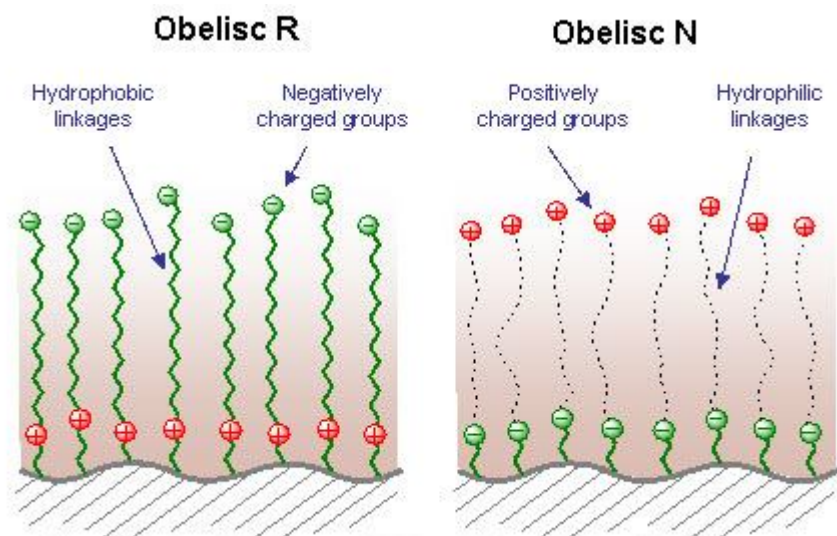 Obelisc R
Hydrophobic
linkages
Negatively
charged groups
Obelisc N
Positively
charged groups
Hydrophilic
linkages